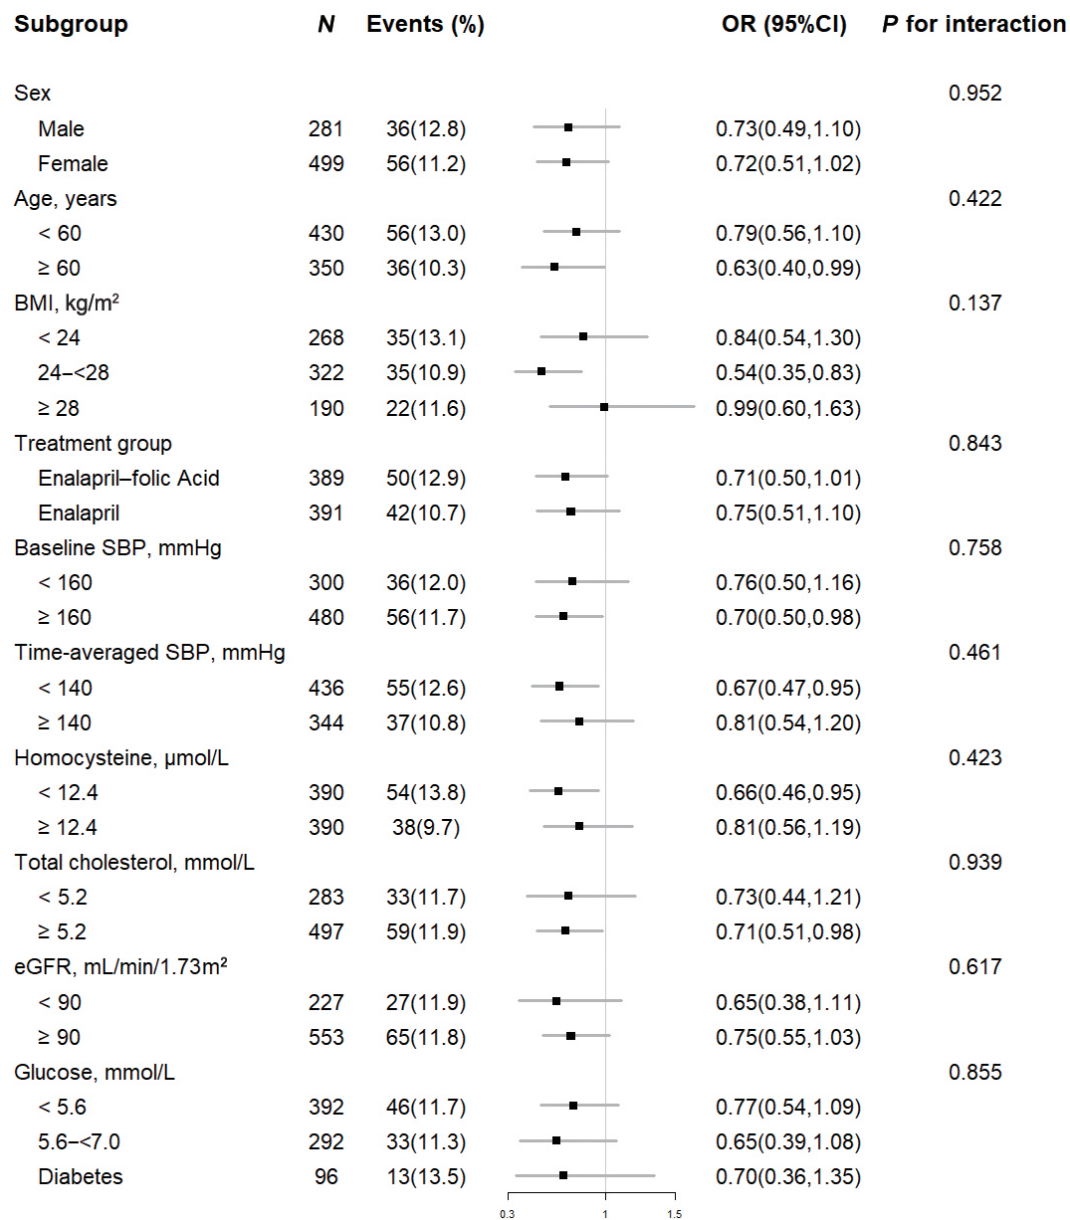 Subgroup N Events (%) OR (95%CI) P for interaction
Sex 0.952
Male 281 36(12.8) 0.73(0.49,1.10)
Female 499 56(11.2) 0.72(0.51,1.02)
Age, years 0.422
< 60 430 56(13.0) 0.79(0.56,1.10)
≥ 60 350 36(10.3) 0.63(0.40,0.99)
BMI, kg/m² 0.137
< 24 268 35(13.1) 0.84(0.54,1.30)
24–<28 322 35(10.9) 0.54(0.35,0.83)
≥ 28 190 22(11.6) 0.99(0.60,1.63)
Treatment group 0.843
Enalapril–folic Acid 389 50(12.9) 0.71(0.50,1.01)
Enalapril 391 42(10.7) 0.75(0.51,1.10)
Baseline SBP, mmHg 0.758
< 160 300 36(12.0) 0.76(0.50,1.16)
≥ 160 480 56(11.7) 0.70(0.50,0.98)
Time-averaged SBP, mmHg 0.461
< 140 436 55(12.6) 0.67(0.47,0.95)
≥ 140 344 37(10.8) 0.81(0.54,1.20)
Homocysteine, μmol/L 0.423
< 12.4 390 54(13.8) 0.66(0.46,0.95)
≥ 12.4 390 38(9.7) 0.81(0.56,1.19)
Total cholesterol, mmol/L 0.939
< 5.2 283 33(11.7) 0.73(0.44,1.21)
≥ 5.2 497 59(11.9) 0.71(0.51,0.98)
eGFR, mL/min/1.73m² 0.617
< 90 227 27(11.9) 0.65(0.38,1.11)
≥ 90 553 65(11.8) 0.75(0.55,1.03)
Glucose, mmol/L 0.855
< 5.6 392 46(11.7) 0.77(0.54,1.09)
5.6–<7.0 292 33(11.3) 0.65(0.39,1.08)
Diabetes 96 13(13.5) 0.70(0.36,1.35)
0.3 1 1.5